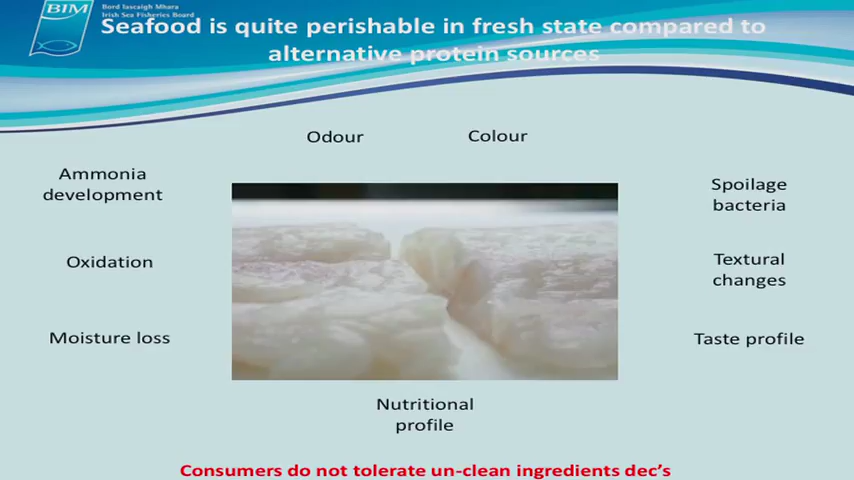 BIM
Bord Iascaigh Mhara
Irish Sea Fisheries Board
Seafood is quite perishable in fresh state compared to
alternative protein sources
Odour
Colour
Ammonia
development
Spoilage
bacteria
Oxidation
Textural
changes
Moisture loss
Taste profile
Nutritional
profile
Consumers do not tolerate un-clean ingredients dec's